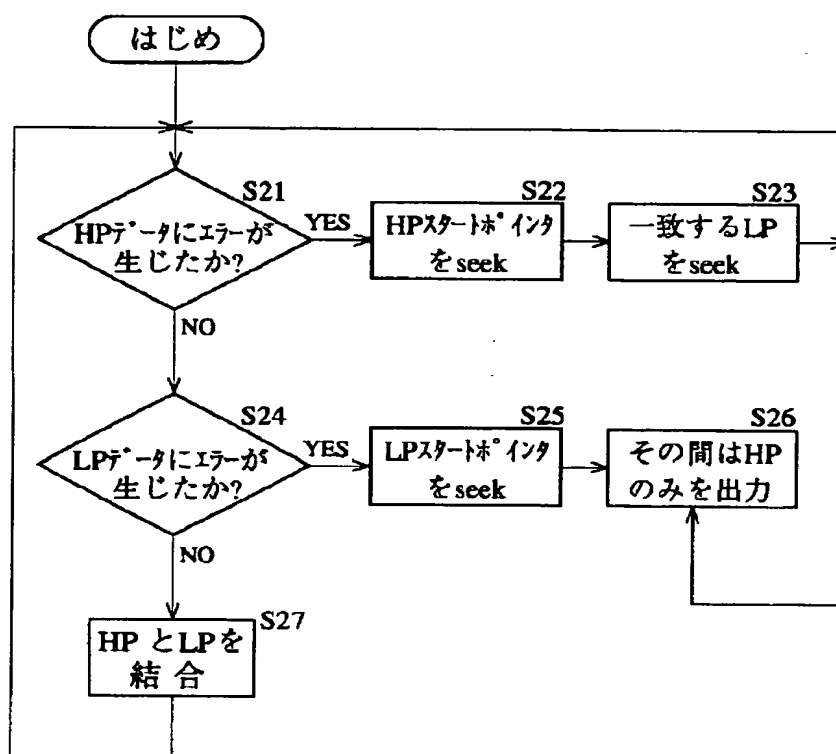 はじめ
S21
HPデータにエラーが
生じたか?
YES
NO
S22
HPスタートポインタ
をseek
S23
一致するLP
をseek
S24
LPデータにエラーが
生じたか?
YES
NO
S25
LPスタートポインタ
をseek
S26
その間はHP
のみを出力
S27
HP とLPを
結合